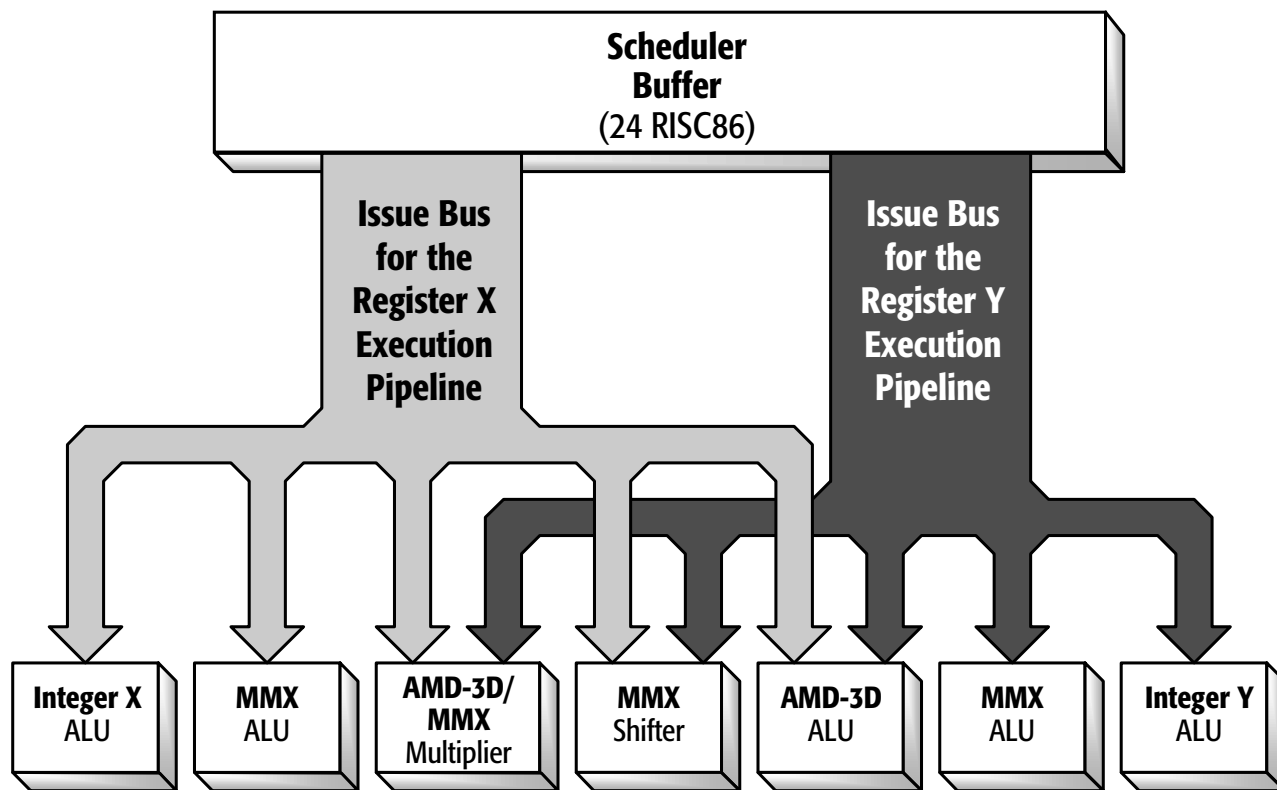 Scheduler
Buffer
(24 RISC86)
Issue Bus
for the
Register X
Execution
Pipeline
Issue Bus
for the
Register Y
Execution
Pipeline
Integer X
ALU
MMX
ALU
AMD-3D/
MMX
Multiplier
MMX
Shifter
AMD-3D
ALU
MMX
ALU
Integer Y
ALU